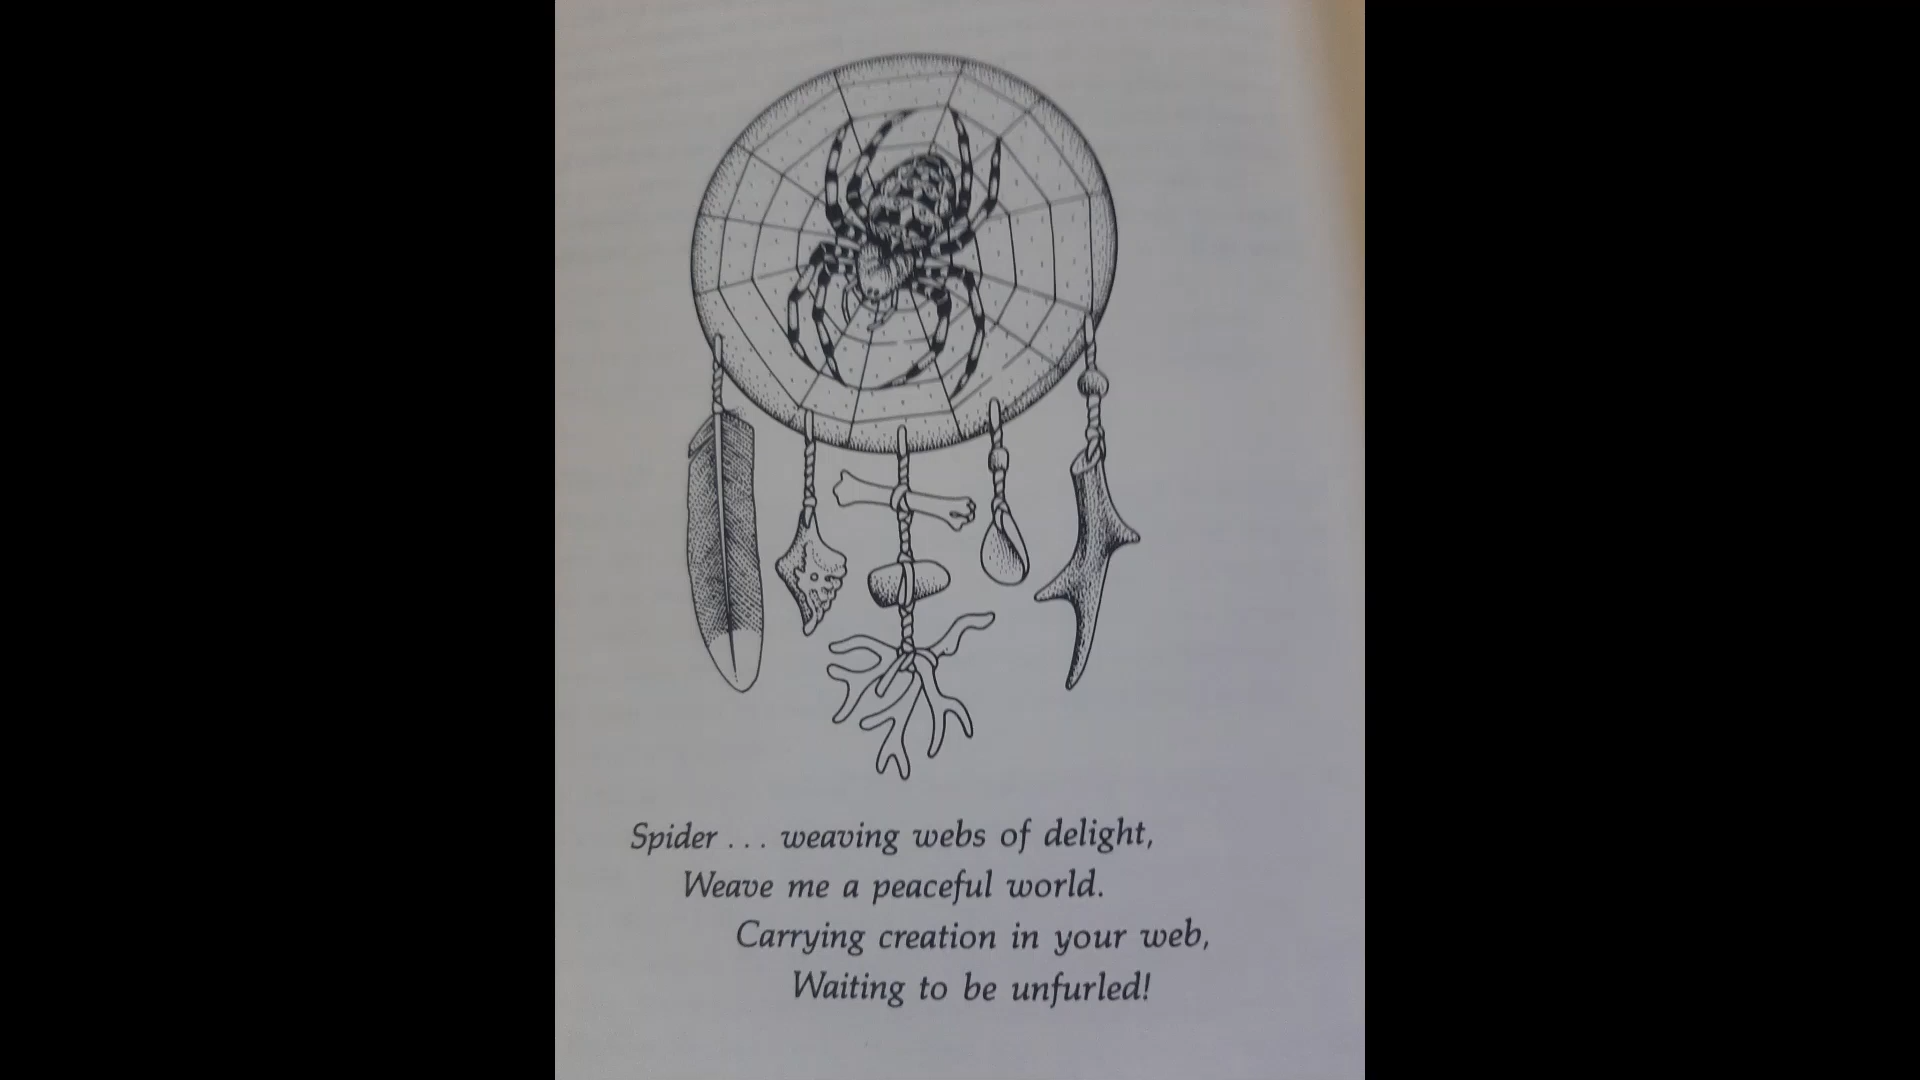 Spider . . . weaving webs of delight,
Weave me a peaceful world.
Carrying creation in your web,
Waiting to be unfurled!